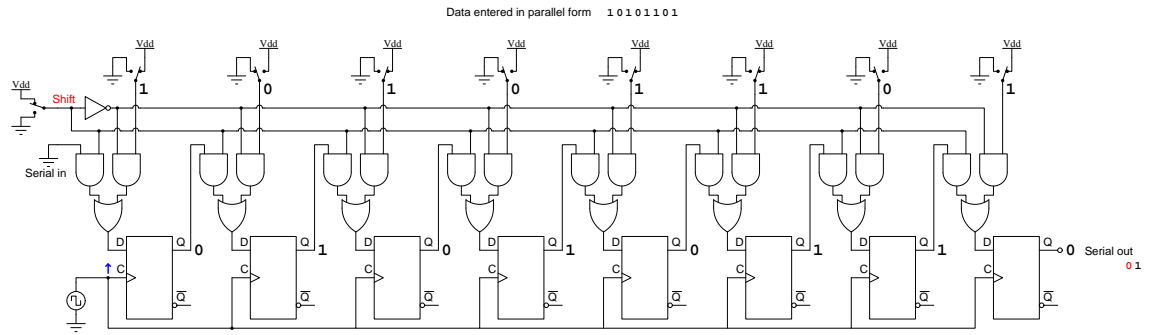 Data entered in parallel form 1 0 1 0 1 1 0 1
Vdd Vdd Vdd Vdd Vdd Vdd Vdd Vdd
1 0 1 0 1 1 0 1
Vdd
Shift
Serial in
D Q D Q D Q D Q D Q D Q D Q D Q
0 1 0 1 0 1 1 0 Serial out
0 1
C C C C C C C C
Q Q Q Q Q Q Q Q